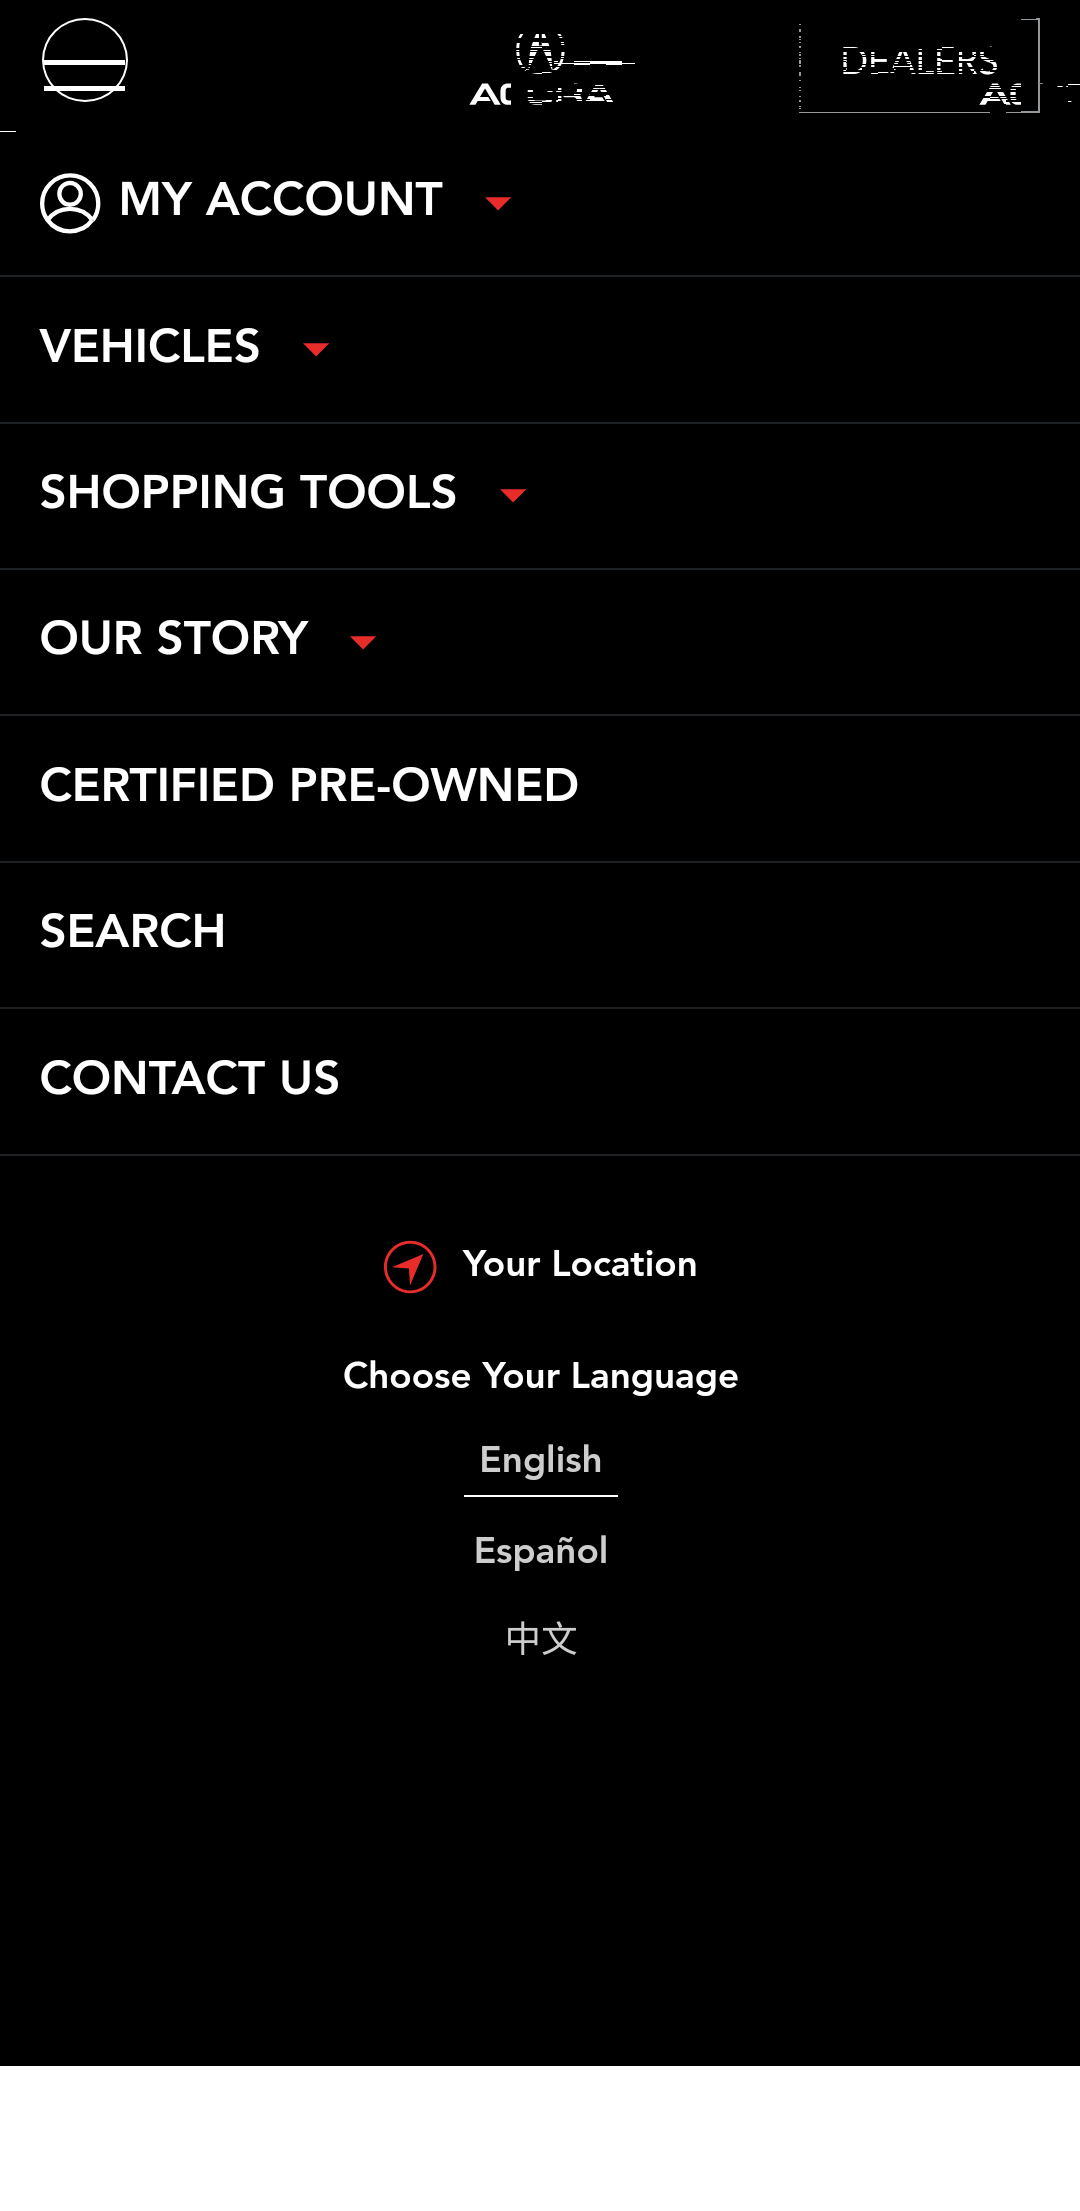 DEALERS
MY ACCOUNT
VEHICLES
SHOPPING TOOLS
OUR STORY
CERTIFIED PRE-OWNED
SEARCH
CONTACT US
Your Location
Choose Your Language
English
Español
中文